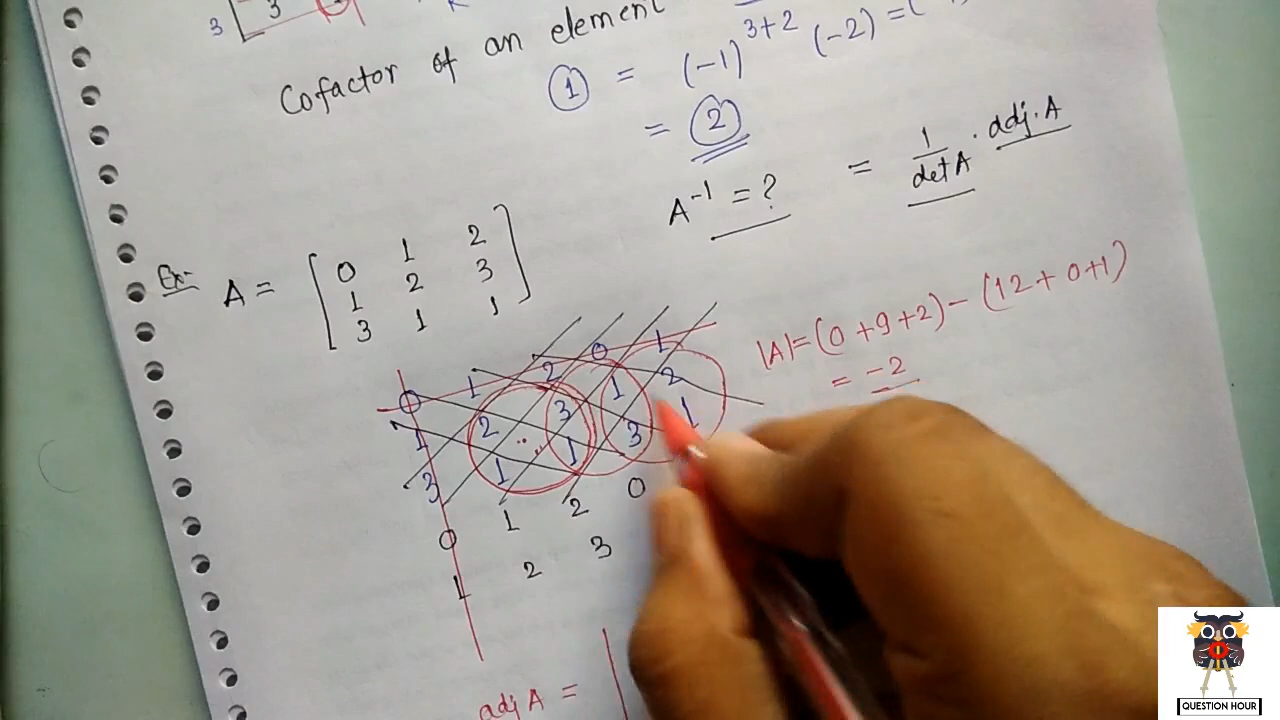 3 3
Cofactor of an element
① = (-1)^{3+2} (-2) =(
= ②
A^{-1} = ? = 1/det A . adj. A
Ex- A = [ 0 1 2
1 2 3
3 1 1 ]
|A|=(0+9+2)-(12+0+1)
= -2
0 1 2 0 1
1 2 3 1 2
3 1 1 3 1
0 1 2 0
1 2 3
adj A = |
QUESTION HOUR